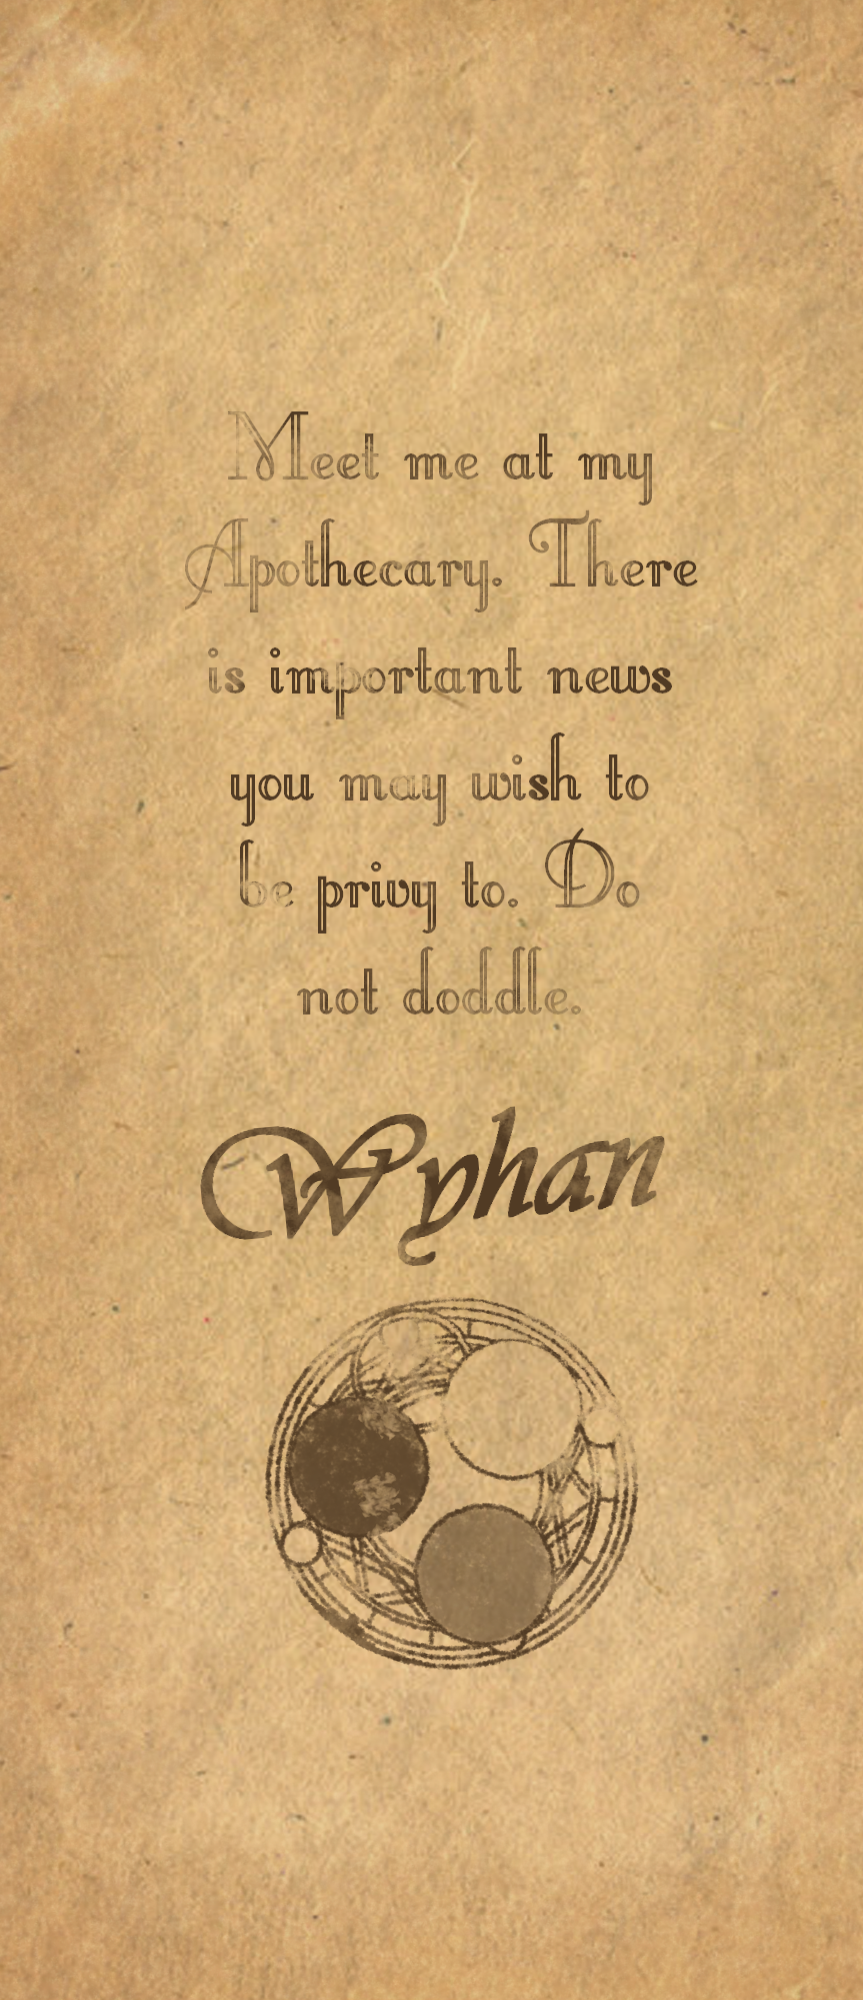 Meet me at my
Apothecary. There
is important news
you may wish to
be privy to. Do
not doddle.
Wyhan